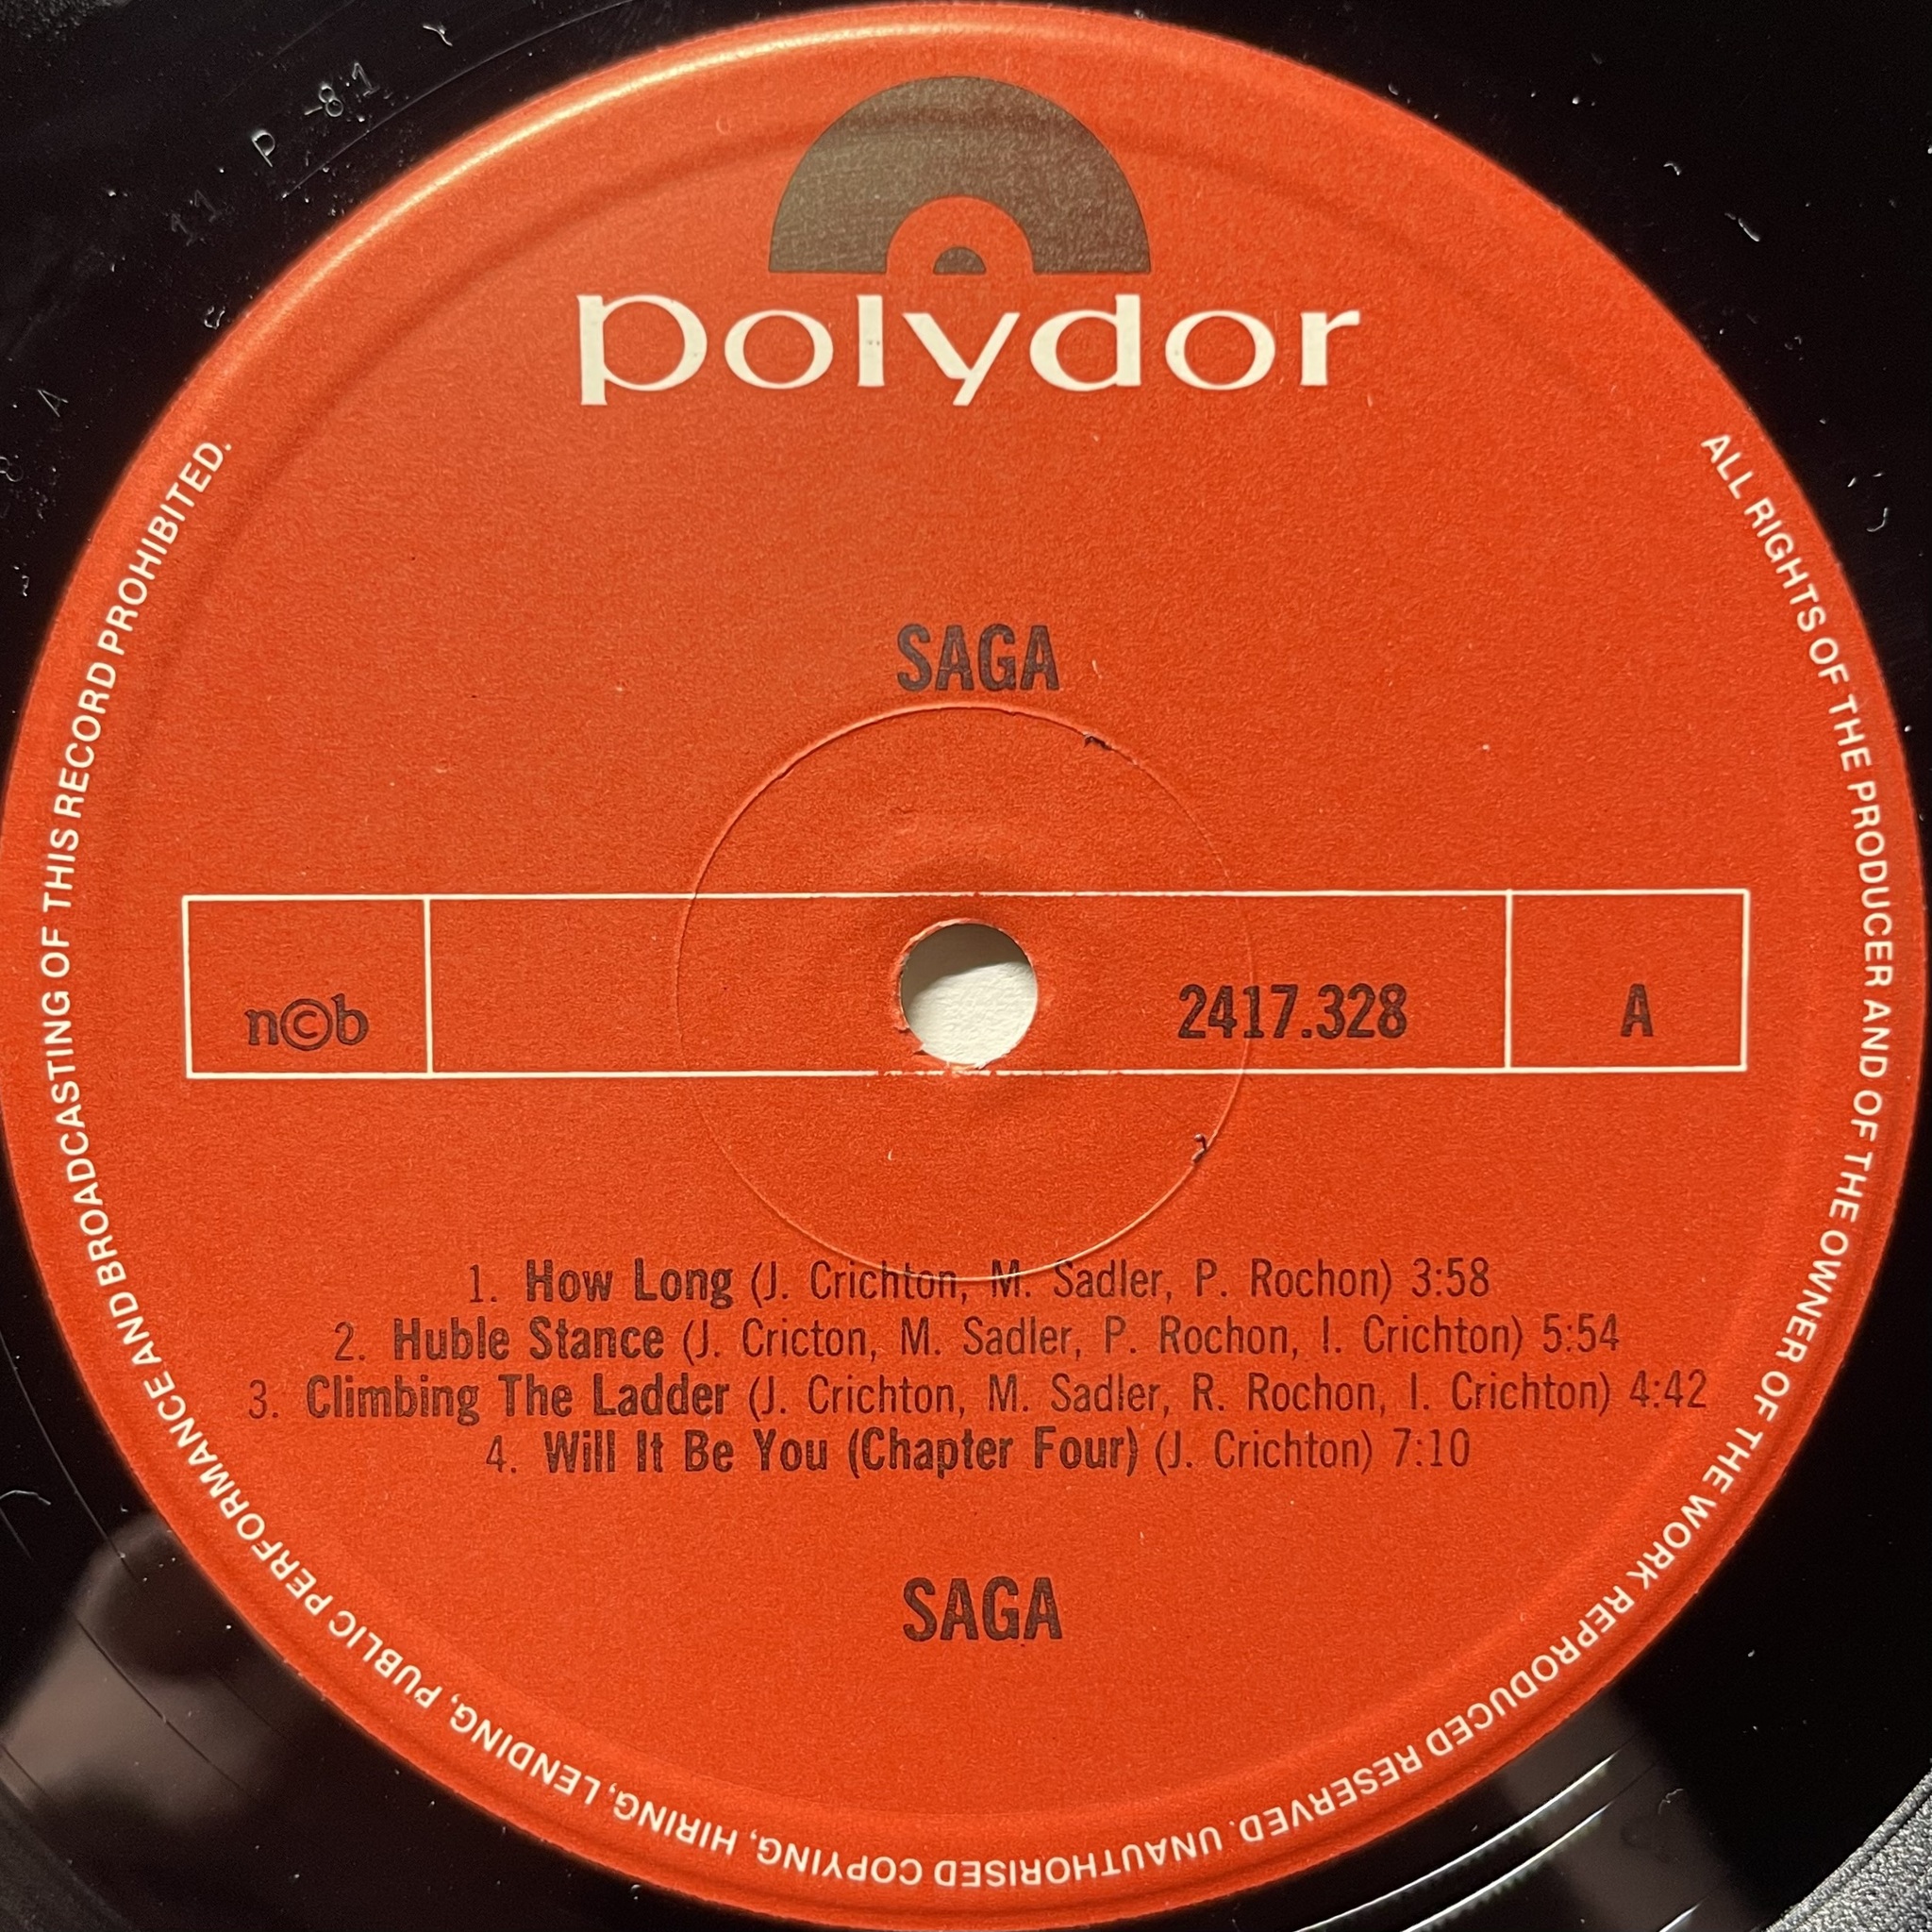 polydor
SAGA
n©b
2417.328
A
1. How Long (J. Crichton, M. Sadler, P. Rochon) 3:58
2. Huble Stance (J. Cricton, M. Sadler, P. Rochon, I. Crichton) 5:54
3. Climbing The Ladder (J. Crichton, M. Sadler, R. Rochon, I. Crichton) 4:42
4. Will It Be You (Chapter Four) (J. Crichton) 7:10
SAGA
ALL RIGHTS OF THE PRODUCER AND OF THE OWNER OF THE WORK REPRODUCED RESERVED. UNAUTHORISED COPYING, HIRING, LENDING, PUBLIC PERFORMANCE AND BROADCASTING OF THIS RECORD PROHIBITED.
11 P -8:1